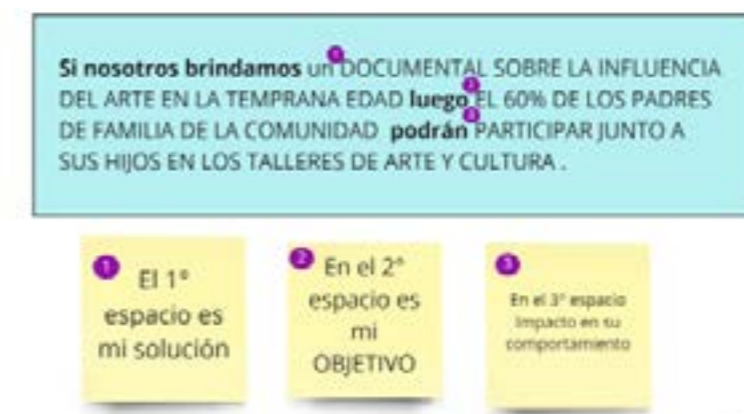 Si nosotros brindamos un DOCUMENTAL SOBRE LA INFLUENCIA
DEL ARTE EN LA TEMPRANA EDAD luego EL 60% DE LOS PADRES
DE FAMILIA DE LA COMUNIDAD podrán PARTICIPAR JUNTO A
SUS HIJOS EN LOS TALLERES DE ARTE Y CULTURA .
1
El 1°
espacio es
mi solución
2
En el 2°
espacio es
mi
OBJETIVO
3
En el 3° espacio
Impacto en su
comportamiento